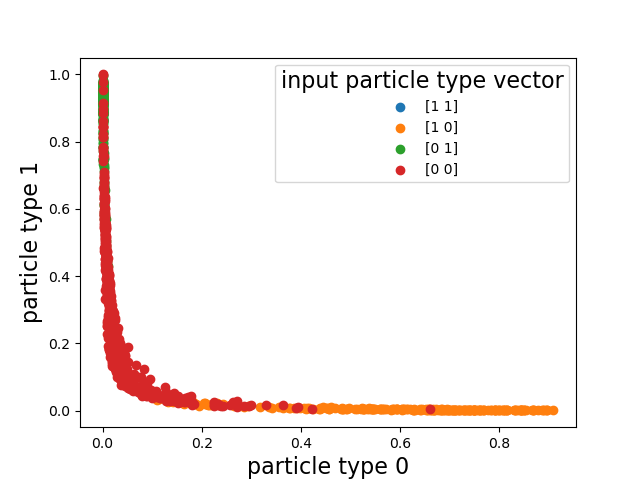 input particle type vector
[1 1]
[1 0]
[0 1]
[0 0]
particle type 1
1.0
0.8
0.6
0.4
0.2
0.0
0.0 0.2 0.4 0.6 0.8
particle type 0